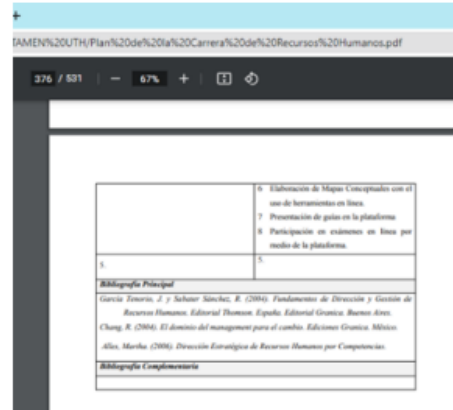 TAMEN%20UTH/Plan%20de%20la%20Carrera%20de%20Recursos%20Humanos.pdf
376 / 531 | − 67% +
6 Elaboración de Mapas Conceptuales con el
uso de herramientas en línea.
7 Presentación de guías en la plataforma
8 Participación en exámenes en línea por
medio de la plataforma.
5.
5.
Bibliografía Principal
García Tenorio, J. y Sabater Sánchez, R. (2004). Fundamentos de Dirección y Gestión de
Recursos Humanos. Editorial Thomson. España. Editorial Granica. Buenos Aires.
Chang, R. (2004). El dominio del management para el cambio. Ediciones Granica. México.
Alles, Martha. (2006). Dirección Estratégica de Recursos Humanos por Competencias.
Bibliografía Complementaria